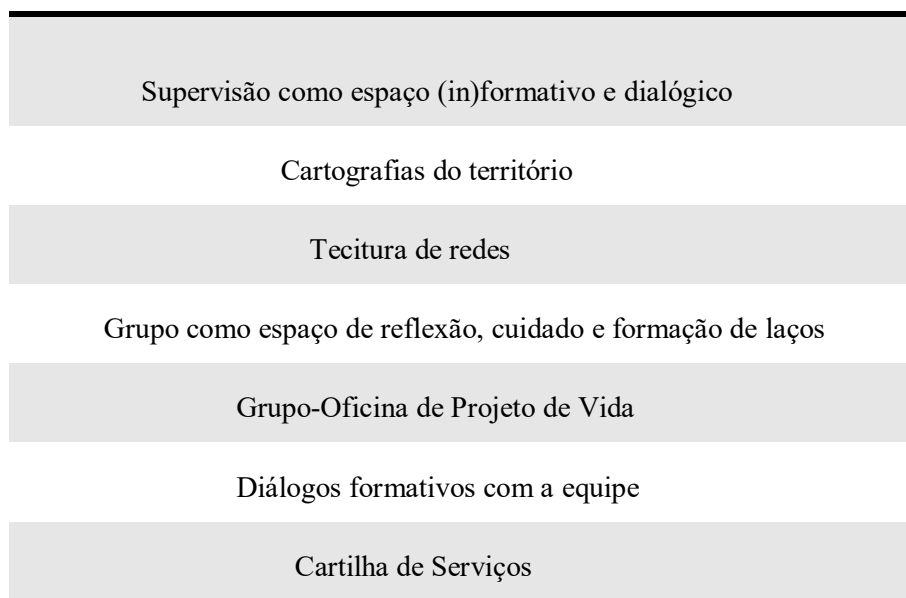 Supervisão como espaço (in)formativo e dialógico
Cartografias do território
Tecitura de redes
Grupo como espaço de reflexão, cuidado e formação de laços
Grupo-Oficina de Projeto de Vida
Diálogos formativos com a equipe
Cartilha de Serviços